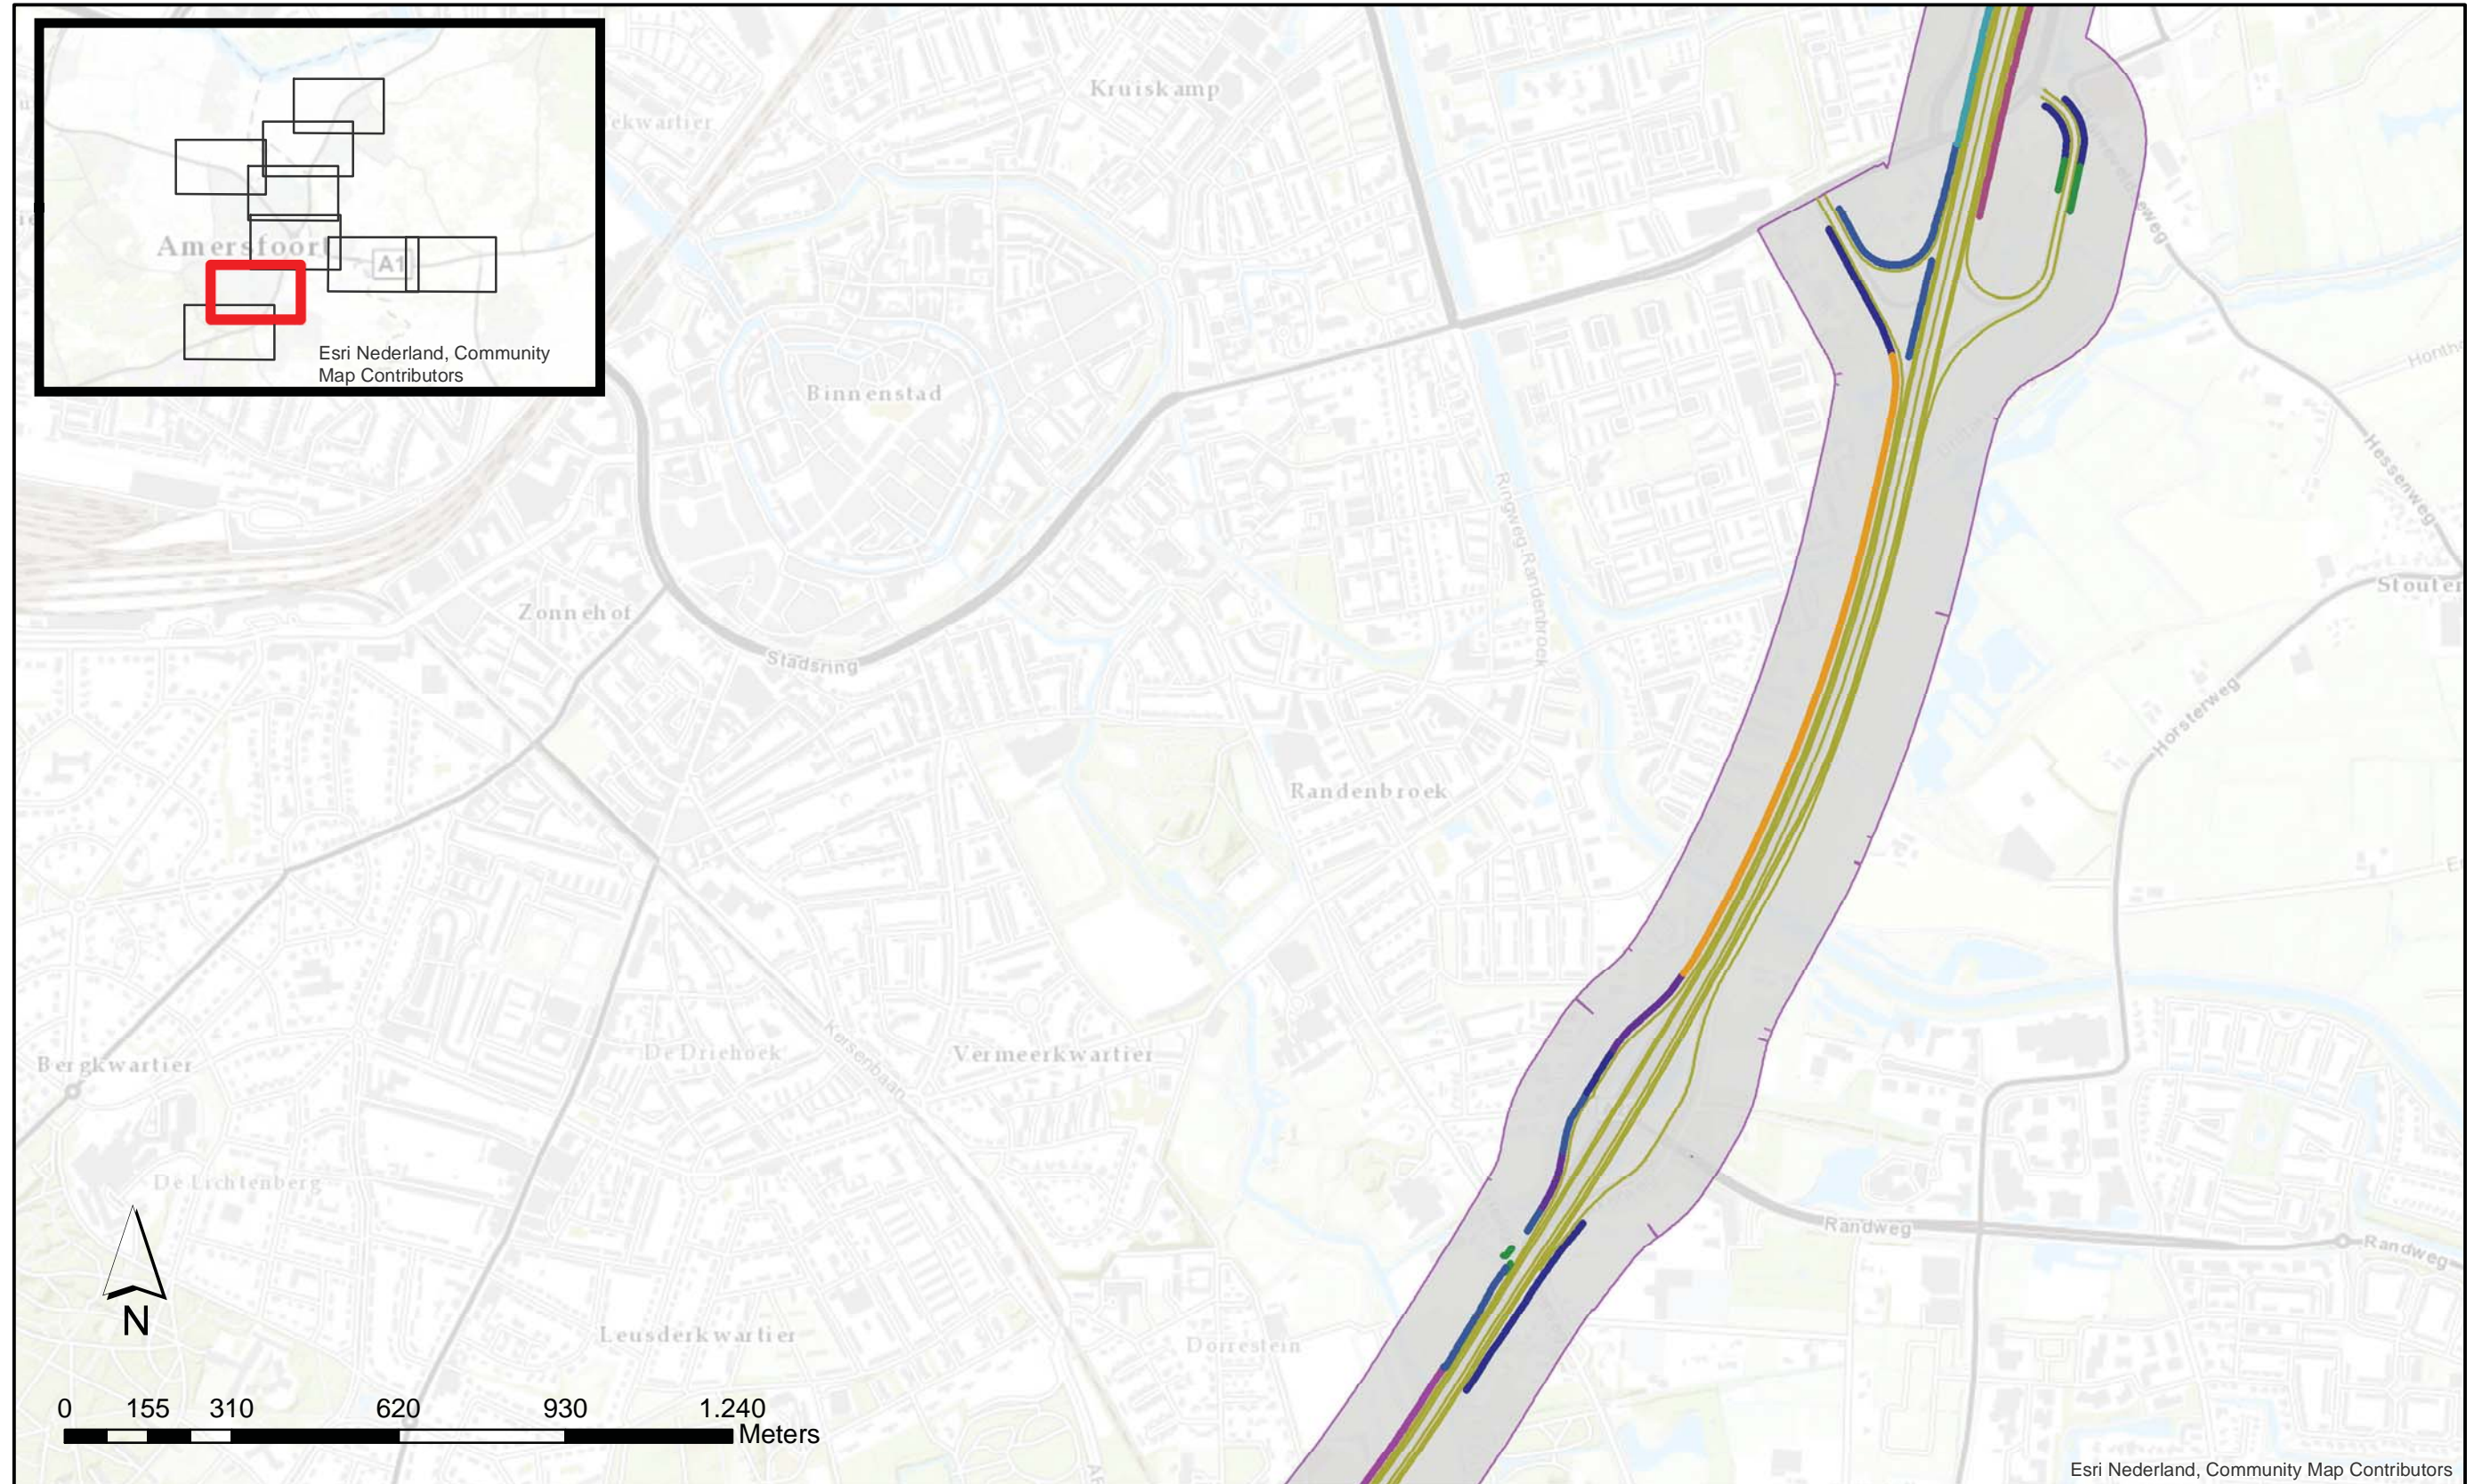 Amersfoort
A1
Esri Nederland, Community
Map Contributors
Kruiskamp
Binnenstad
Ringweg-Randenbroek
Hessenweg
Zonnehof
Stadsring
Horsterweg
Randenbroek
Bergkwartier
De Driehoek
Kersenbaan
Vermeerkwartier
De Lichtenberg
Randweg
Randweg
N
Leusderkwartier
Dorrestein
0 155 310 620 930 1.240
Meters
Esri Nederland, Community Map Contributors